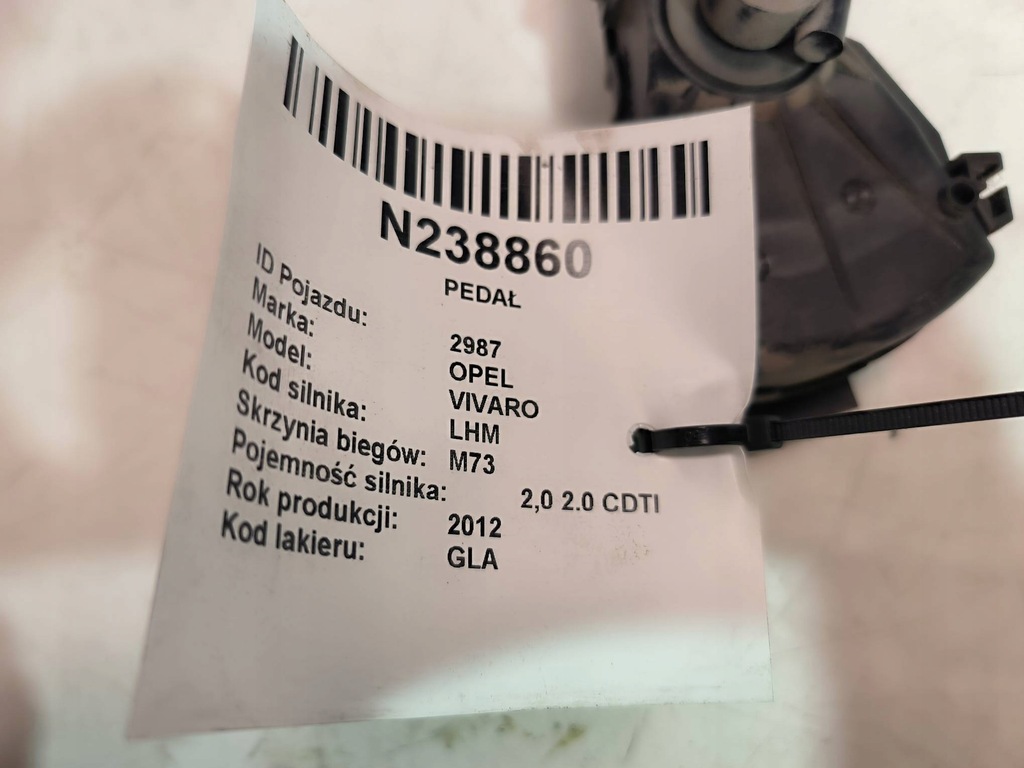 N238860
PEDAŁ
ID Pojazdu: 2987
Marka: OPEL
Model: VIVARO
Kod silnika: LHM
Skrzynia biegów: M73
Pojemność silnika: 2,0 2.0 CDTI
Rok produkcji: 2012
Kod lakieru: GLA